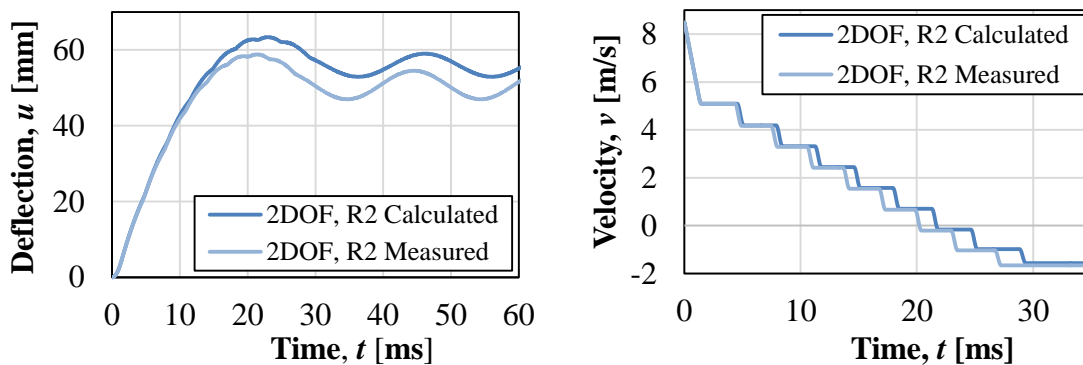 Deflection, u [mm]
60
40
20
0
2DOF, R2 Calculated
2DOF, R2 Measured
0 10 20 30 40 50 60
Time, t [ms]
Velocity, v [m/s]
8
6
4
2
0
-2
2DOF, R2 Calculated
2DOF, R2 Measured
0 10 20 30
Time, t [ms]